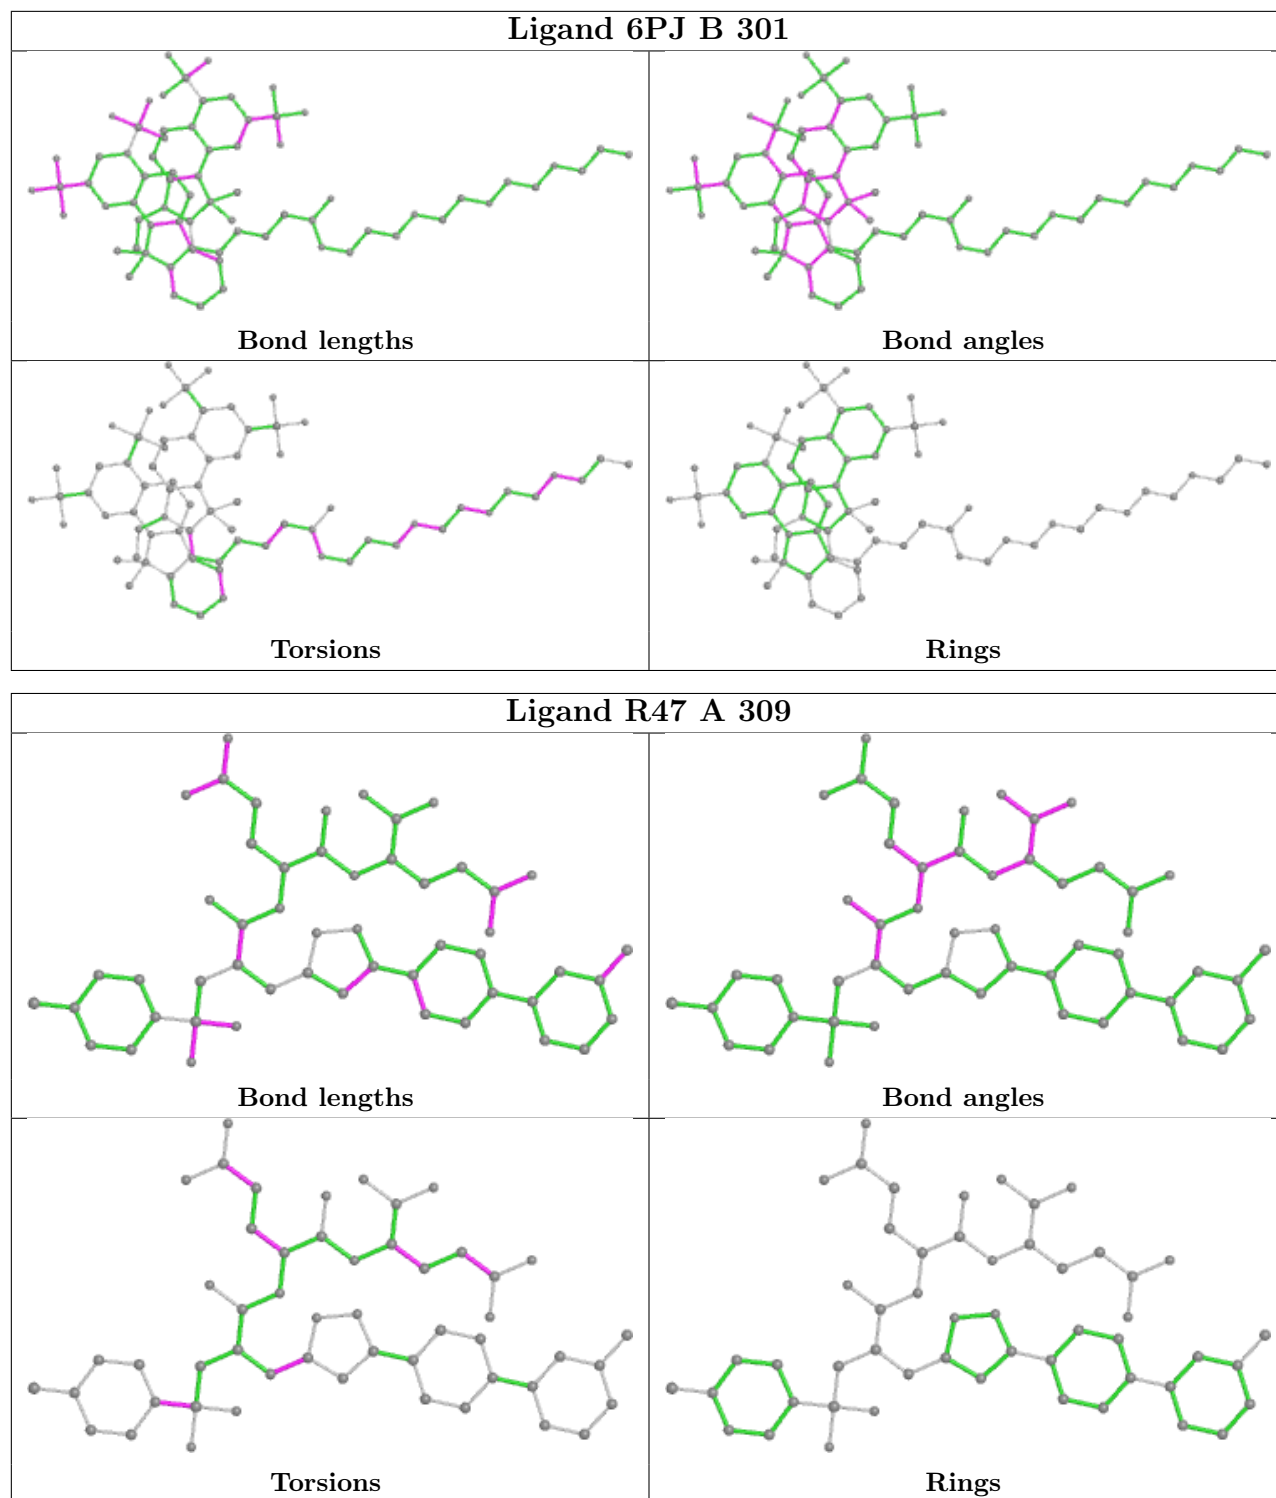 Ligand 6PJ B 301
Bond lengths
Bond angles
Torsions
Rings
Ligand R47 A 309
Bond lengths
Bond angles
Torsions
Rings